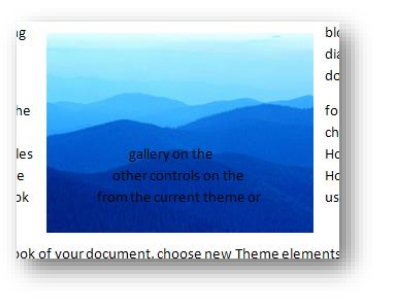 g ble
dia
do
he fo
ch
les gallery on the Ho
e other controls on the Ho
ok from the current theme or us
ook of your document, choose new Theme elements